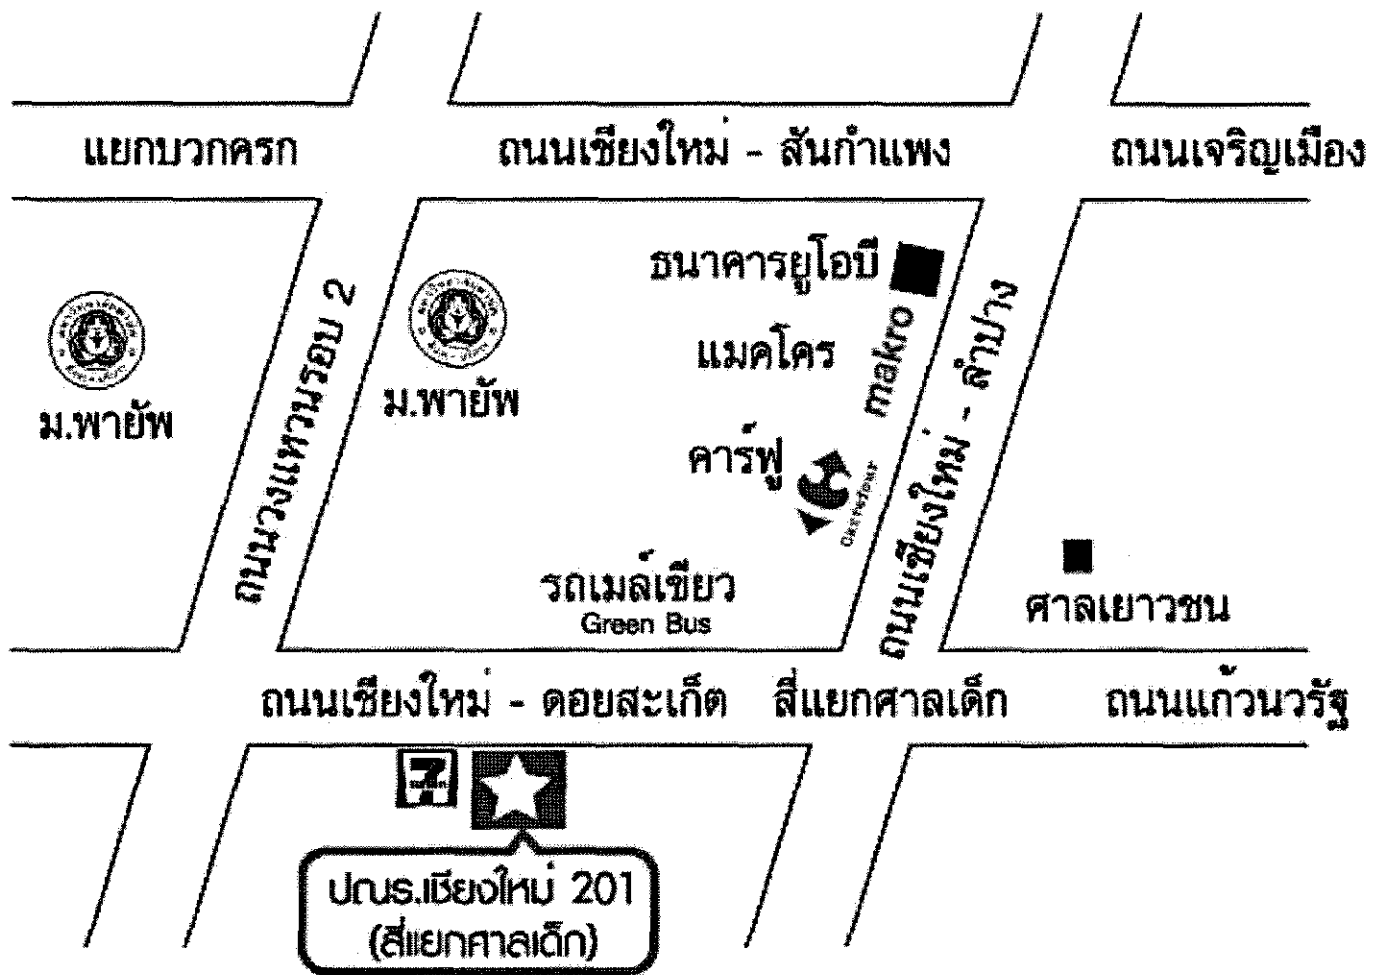 แยกบวกครก
ถนนเชียงใหม่ - สันกำแพง
ถนนเจริญเมือง
ธนาคารยูโอบี
แมคโคร
makro
คาร์ฟู
Carrefour
ม.พายัพ
ม.พายัพ
ถนนวงแหวนรอบ 2
ถนนเชียงใหม่ - ลำปาง
รถเมล์เขียว
Green Bus
ศาลเยาวชน
ถนนเชียงใหม่ - ดอยสะเก็ต
สี่แยกศาลเด็ก
ถนนแก้วนวรัฐ
7
ปณร.เชียงใหม่ 201
(สี่แยกศาลเด็ก)